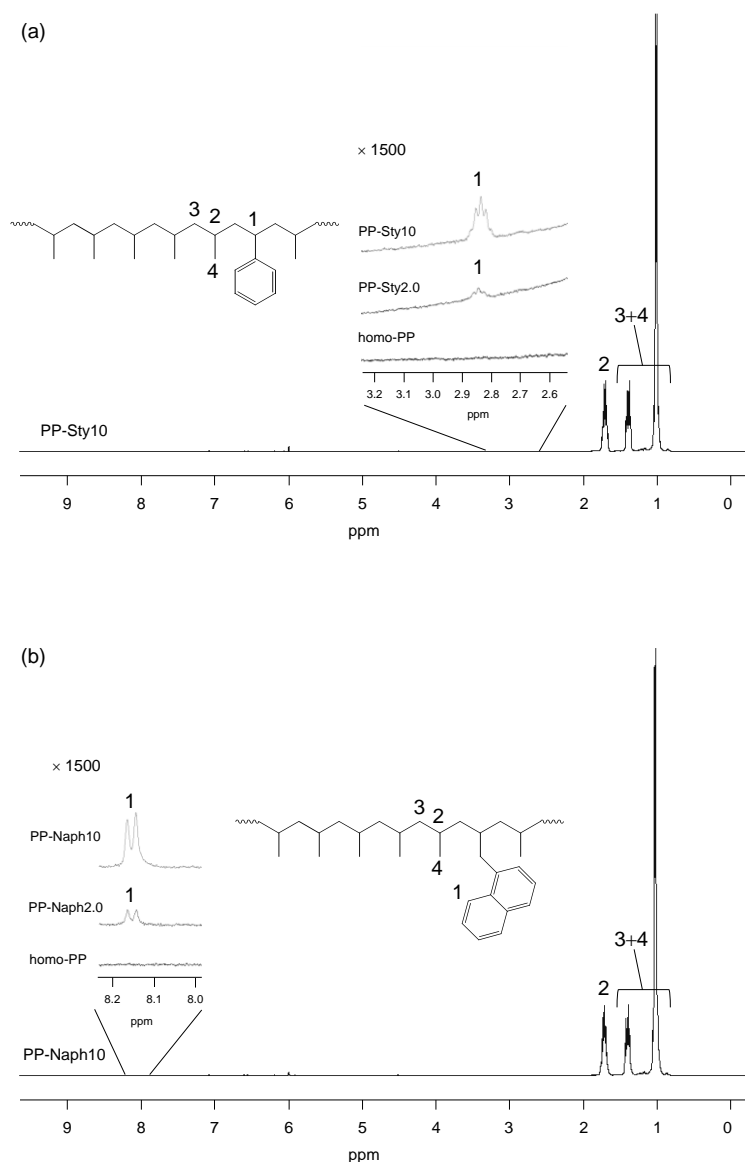 (a)
× 1500
1
3 2 1
4
PP-Sty10
1
PP-Sty2.0
homo-PP
3.2 3.1 3.0 2.9 2.8 2.7 2.6
ppm
3+4
2
PP-Sty10
9 8 7 6 5 4 3 2 1 0
ppm
(b)
× 1500
1
PP-Naph10
1
PP-Naph2.0
homo-PP
8.2 8.1 8.0
ppm
3 2
4
1
3+4
2
PP-Naph10
9 8 7 6 5 4 3 2 1 0
ppm